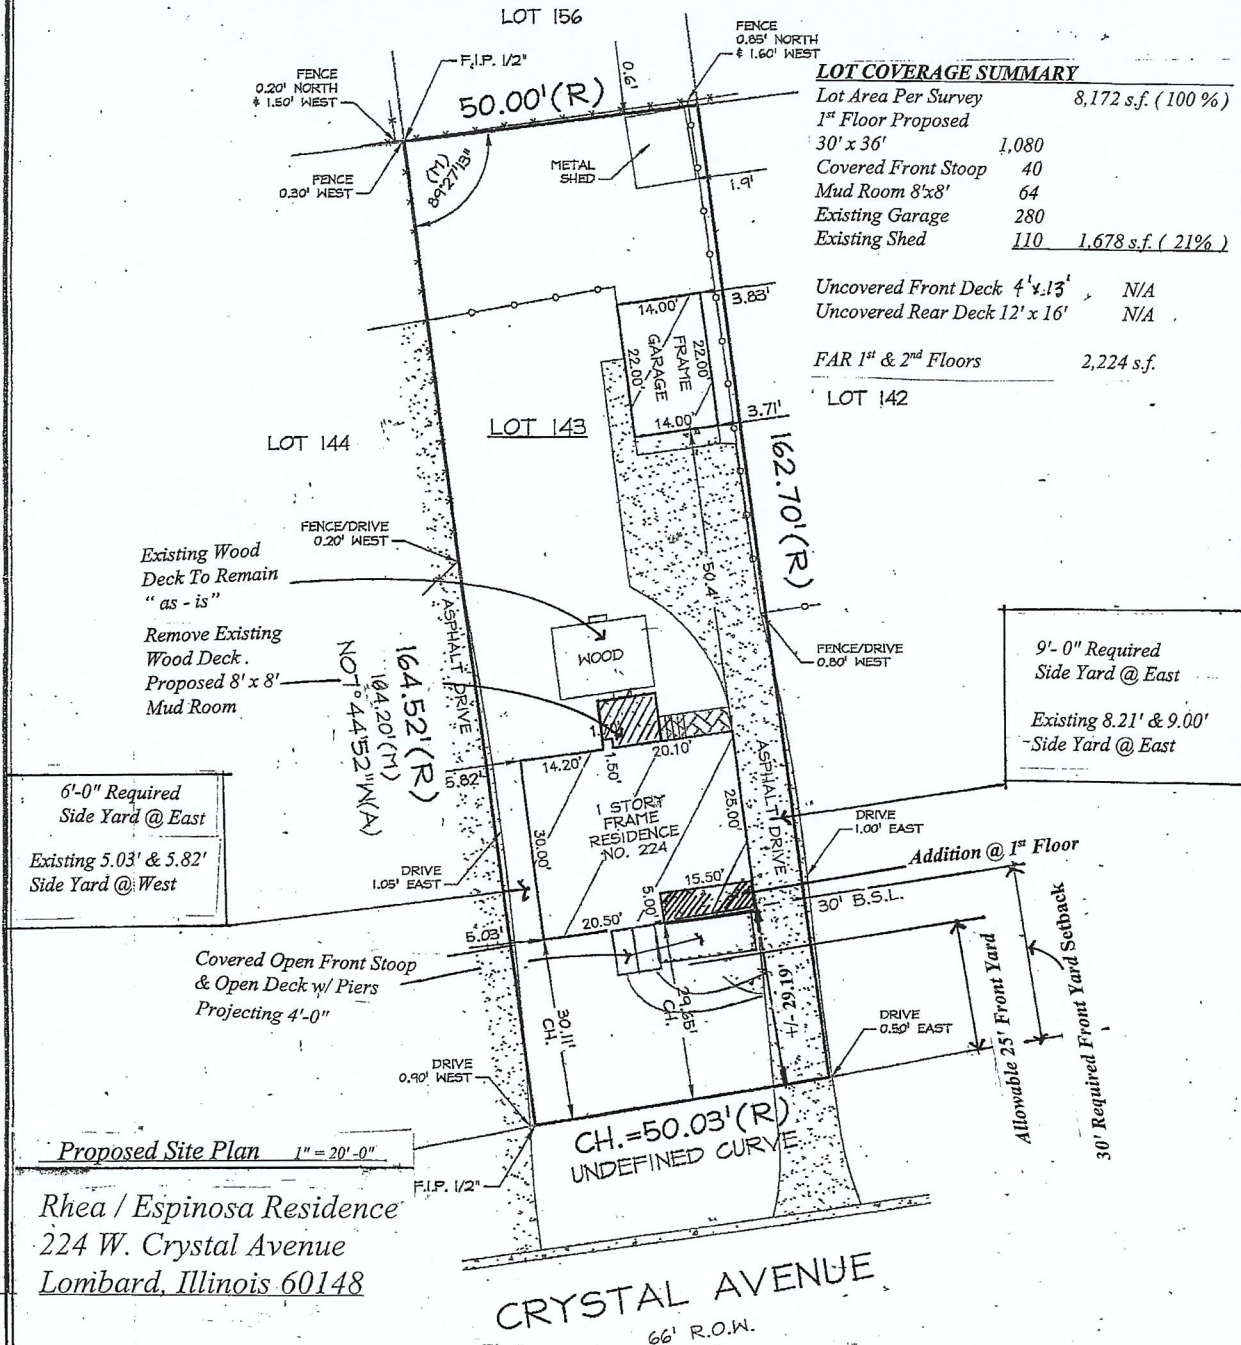 LOT 156
FENCE
0.85' NORTH
& 1.60' WEST
F.I.P. 1/2"
FENCE
0.20' NORTH
& 1.50' WEST
50.00'(R)
0.6'
LOT COVERAGE SUMMARY
Lot Area Per Survey 8,172 s.f. (100 %)
1st Floor Proposed
30' x 36' 1,080
Covered Front Stoop 40
Mud Room 8'x8' 64
Existing Garage 280
Existing Shed 110 1,678 s.f. ( 21% )
Uncovered Front Deck 4'x13' N/A
Uncovered Rear Deck 12' x 16' N/A
FAR 1st & 2nd Floors 2,224 s.f.
LOT 142
METAL
SHED
1.9'
FENCE
0.30' WEST
(M)
89°27'13"
14.00'
3.83'
FRAME
GARAGE
22.00'
22.00'
14.00'
3.71'
LOT 143
LOT 144
162.70'(R)
FENCE/DRIVE
0.20' WEST
50.4'
Existing Wood
Deck To Remain
“ as - is”
Remove Existing
Wood Deck.
Proposed 8' x 8'
Mud Room
ASPHALT DRIVE
WOOD
FENCE/DRIVE
0.80' WEST
9'- 0" Required
Side Yard @ East
Existing 8.21' & 9.00'
Side Yard @ East
164.52'(R)
164.20'(M)
N07°44'52"W(A)
5.82'
14.20'
1.50'
20.10'
ASPHALT DRIVE
6'-0" Required
Side Yard @ East
Existing 5.03' & 5.82'
Side Yard @ West
30.00'
1 STORY
FRAME
RESIDENCE
NO. 224
25.00'
DRIVE
1.00' EAST
DRIVE
1.05' EAST
Addition @ 1st Floor
15.50'
5.00'
20.50'
30' B.S.L.
5.03'
Covered Open Front Stoop
& Open Deck w/ Piers
Projecting 4'-0"
30.11'
CH.
29.65'
CH.
+/- 29.19'
DRIVE
0.50' EAST
Allowable 25' Front Yard
30' Required Front Yard Setback
DRIVE
0.90' WEST
CH.=50.03'(R)
UNDEFINED CURVE
F.I.P. 1/2"
Proposed Site Plan 1" = 20'-0"
Rhea / Espinosa Residence
224 W. Crystal Avenue
Lombard, Illinois 60148
CRYSTAL AVENUE
66' R.O.W.